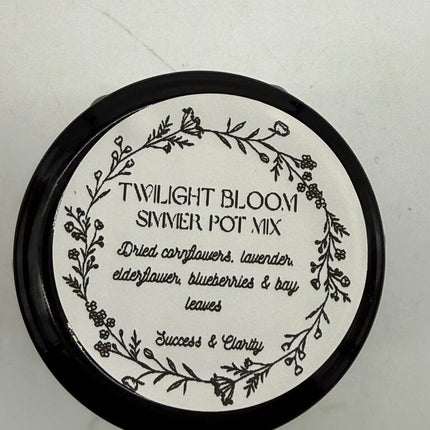 TWILIGHT BLOOM
SIMMER POT MIX
Dried cornflowers, lavender,
elderflower, blueberries & bay
leaves
Success & Clarity